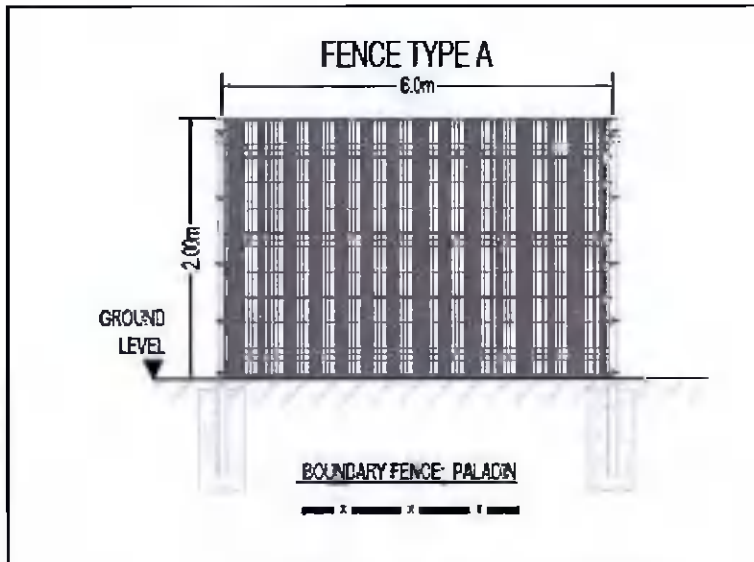 FENCE TYPE A
6.0m
2.00m
GROUND
LEVEL
BOUNDARY FENCE: PALADIN
x x x